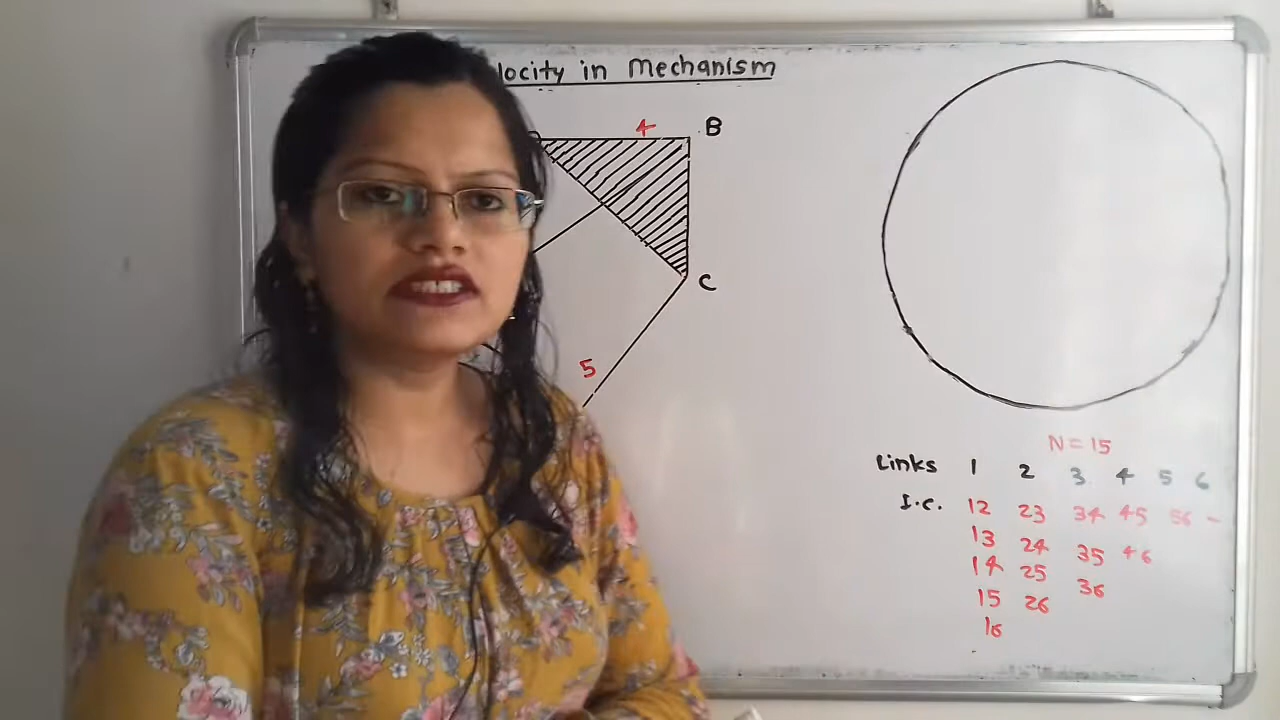 locity in Mechanism
4 B
C
5
N = 15
Links 1 2 3 4 5 6
I.C. 12 23 34 45 56 -
13 24 35 46
14 25 36
15 26
16